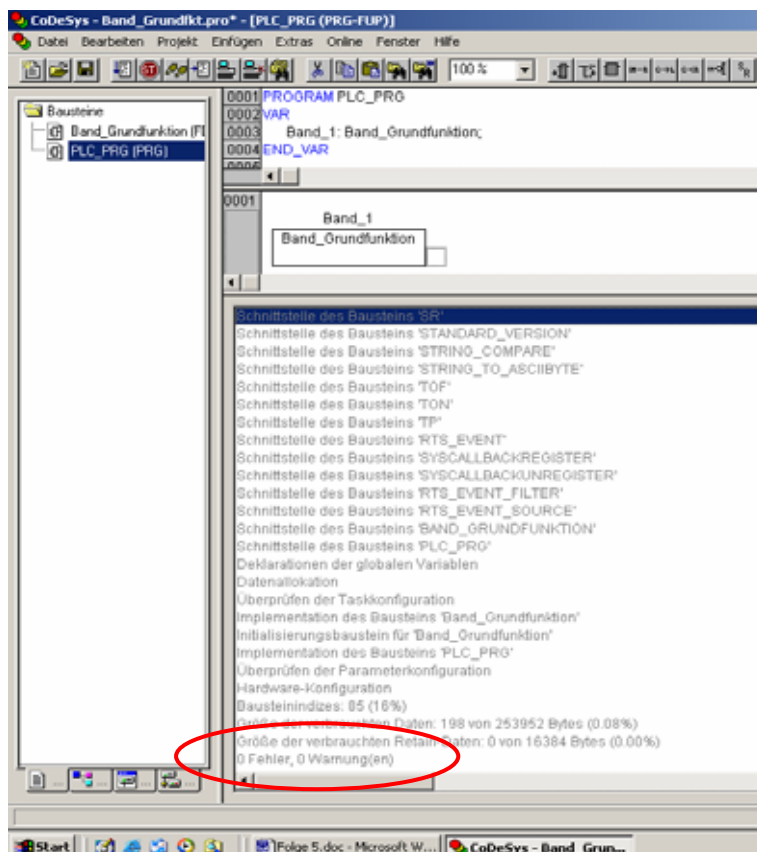 CoDeSys - Band_Grundfkt.pro* - [PLC_PRG (PRG-FUP)]
Datei Bearbeiten Projekt Einfügen Extras Online Fenster Hilfe
100 %
Bausteine
Band_Grundfunktion (FI
PLC_PRG (PRG)
0001 PROGRAM PLC_PRG
0002 VAR
0003 Band_1: Band_Grundfunktion;
0004 END_VAR
0005
0001
Band_1
Band_Grundfunktion
Schnittstelle des Bausteins 'SR'
Schnittstelle des Bausteins 'STANDARD_VERSION'
Schnittstelle des Bausteins 'STRING_COMPARE'
Schnittstelle des Bausteins 'STRING_TO_ASCIIBYTE'
Schnittstelle des Bausteins 'TOF'
Schnittstelle des Bausteins 'TON'
Schnittstelle des Bausteins 'TP'
Schnittstelle des Bausteins 'RTS_EVENT'
Schnittstelle des Bausteins 'SYSCALLBACKREGISTER'
Schnittstelle des Bausteins 'SYSCALLBACKUNREGISTER'
Schnittstelle des Bausteins 'RTS_EVENT_FILTER'
Schnittstelle des Bausteins 'RTS_EVENT_SOURCE'
Schnittstelle des Bausteins 'BAND_GRUNDFUNKTION'
Schnittstelle des Bausteins 'PLC_PRG'
Deklarationen der globalen Variablen
Datenallokation
Überprüfen der Taskkonfiguration
Implementation des Bausteins 'Band_Grundfunktion'
Initialisierungsbaustein für 'Band_Grundfunktion'
Implementation des Bausteins 'PLC_PRG'
Überprüfen der Parameterkonfiguration
Hardware-Konfiguration
Bausteinindizes: 85 (16%)
Größe der verbrauchten Daten: 198 von 253952 Bytes (0.08%)
Größe der verbrauchten Retain-Daten: 0 von 16384 Bytes (0.00%)
0 Fehler, 0 Warnung(en)
Start
Folge 5.doc - Microsoft W...
CoDeSys - Band_Grun...